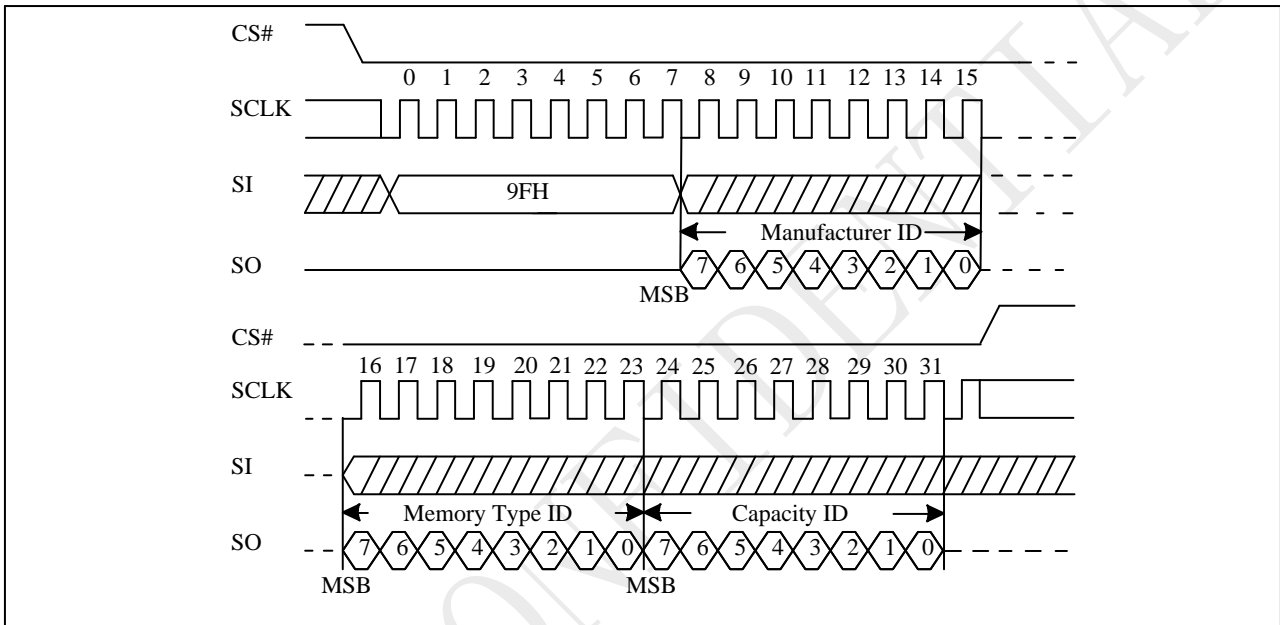 CS#
0 1 2 3 4 5 6 7 8 9 10 11 12 13 14 15
SCLK
SI
9FH
Manufacturer ID
SO
7 6 5 4 3 2 1 0
MSB
CS#
16 17 18 19 20 21 22 23 24 25 26 27 28 29 30 31
SCLK
SI
Memory Type ID Capacity ID
SO
7 6 5 4 3 2 1 0 7 6 5 4 3 2 1 0
MSB MSB
ONFIDENTIA